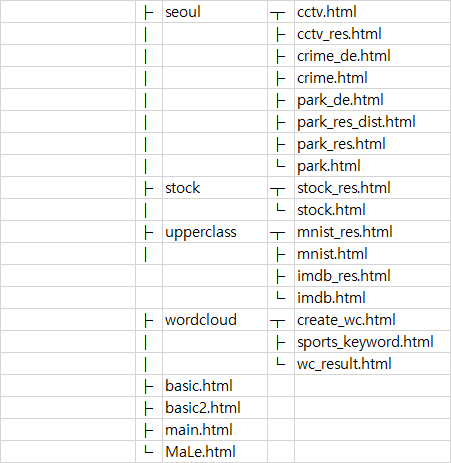 ├ seoul ┬ cctv.html
│ ├ cctv_res.html
│ ├ crime_de.html
│ ├ crime.html
│ ├ park_de.html
│ ├ park_res_dist.html
│ ├ park_res.html
│ └ park.html
├ stock ┬ stock_res.html
│ └ stock.html
├ upperclass ┬ mnist_res.html
│ ├ mnist.html
├ imdb_res.html
└ imdb.html
├ wordcloud ┬ create_wc.html
│ ├ sports_keyword.html
│ └ wc_result.html
├ basic.html
├ basic2.html
├ main.html
└ MaLe.html